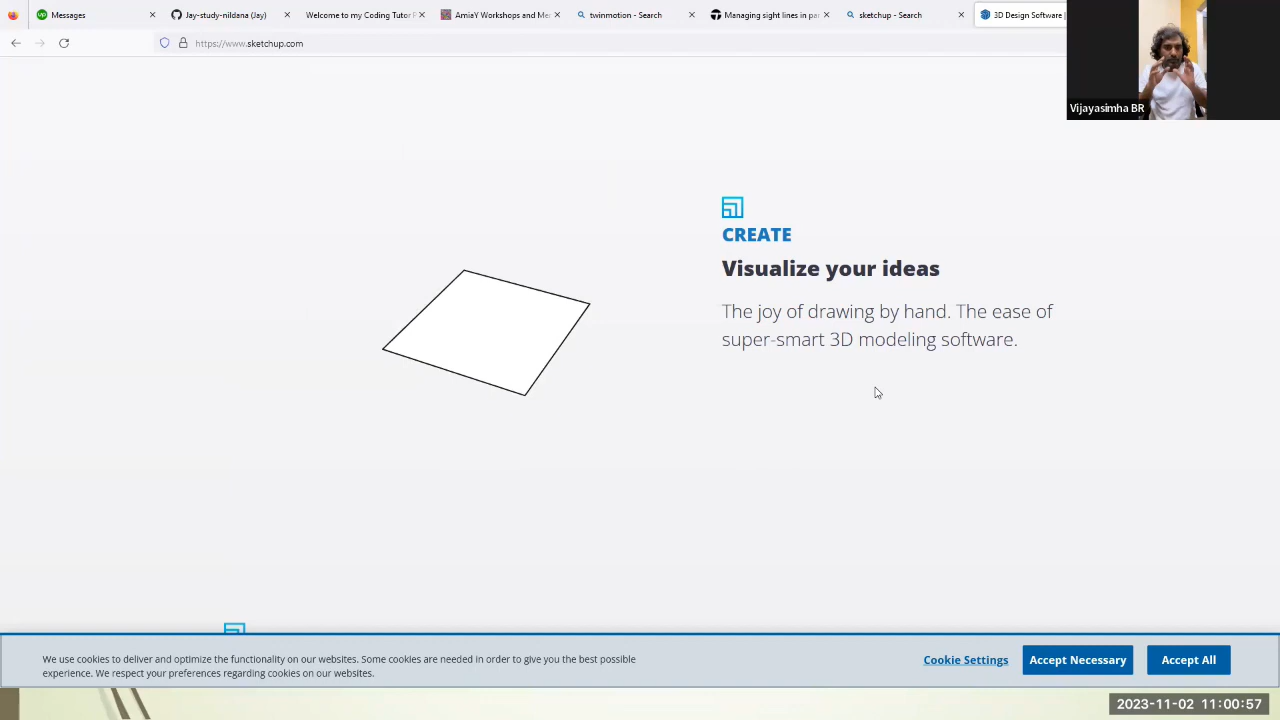 Messages
Jay-study-nildana (Jay)
Welcome to my Coding Tutor P
AmiaY Workshops and Me
twinmotion - Search
Managing sight lines in par
sketchup - Search
3D Design Software |
https://www.sketchup.com
Vijayasimha BR
CREATE
Visualize your ideas
The joy of drawing by hand. The ease of
super-smart 3D modeling software.
We use cookies to deliver and optimize the functionality on our websites. Some cookies are needed in order to give you the best possible
experience. We respect your preferences regarding cookies on our websites.
Cookie Settings
Accept Necessary
Accept All
2023-11-02 11:00:57